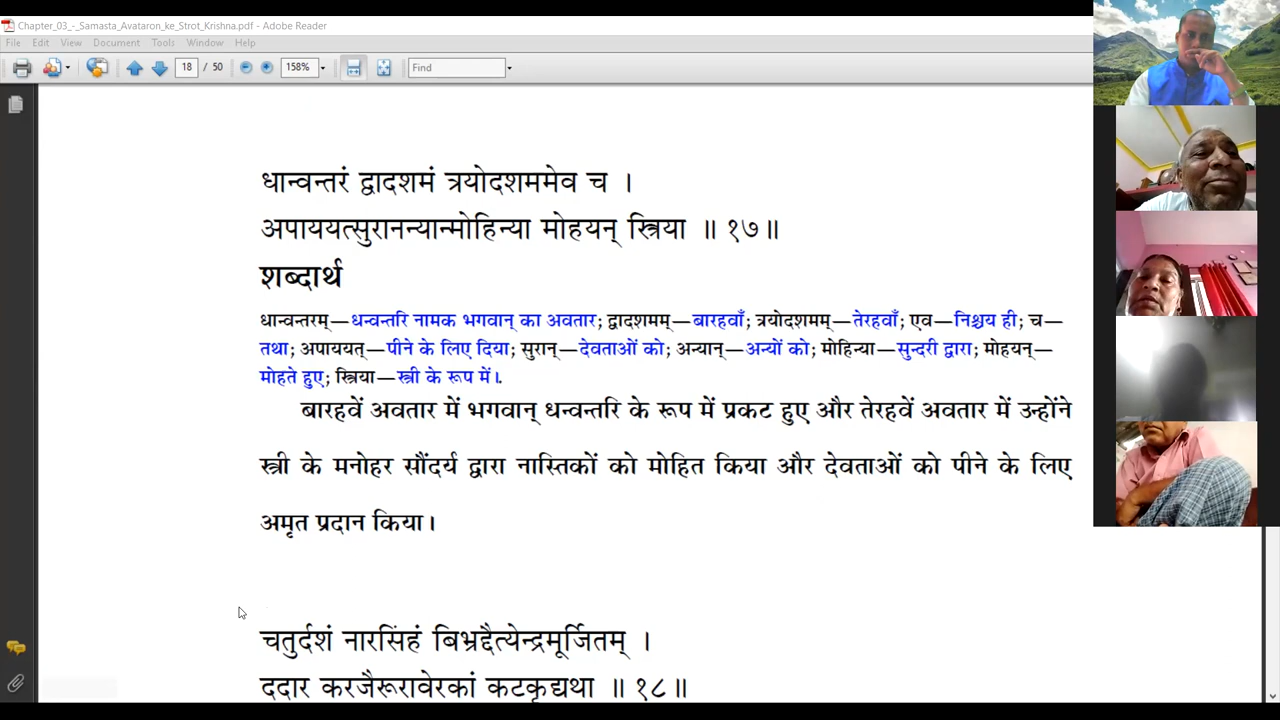 Chapter_03_-_Samasta_Avataron_ke_Strot_Krishna.pdf - Adobe Reader
File Edit View Document Tools Window Help
18 / 50 158% Find
धान्वन्तरं द्वादशमं त्रयोदशममेव च ।
अपाययत्सुरानन्यान्मोहिन्या मोहयन् स्त्रिया ॥ १७॥
शब्दार्थ
धान्वन्तरम्—धन्वन्तरि नामक भगवान् का अवतार; द्वादशमम्—बारहवाँ; त्रयोदशमम्—तेरहवाँ; एव—निश्चय ही; च—
तथा; अपाययत्—पीने के लिए दिया; सुरान्—देवताओं को; अन्यान्—अन्यों को; मोहिन्या—सुन्दरी द्वारा; मोहयन्—
मोहते हुए; स्त्रिया—स्त्री के रूप में।.
बारहवें अवतार में भगवान् धन्वन्तरि के रूप में प्रकट हुए और तेरहवें अवतार में उन्होंने
स्त्री के मनोहर सौंदर्य द्वारा नास्तिकों को मोहित किया और देवताओं को पीने के लिए
अमृत प्रदान किया।
चतुर्दशं नारसिंहं बिभ्रद्दैत्येन्द्रमूर्जितम् ।
ददार करजैरूरावेरकां कटकृद्यथा ॥ १८॥